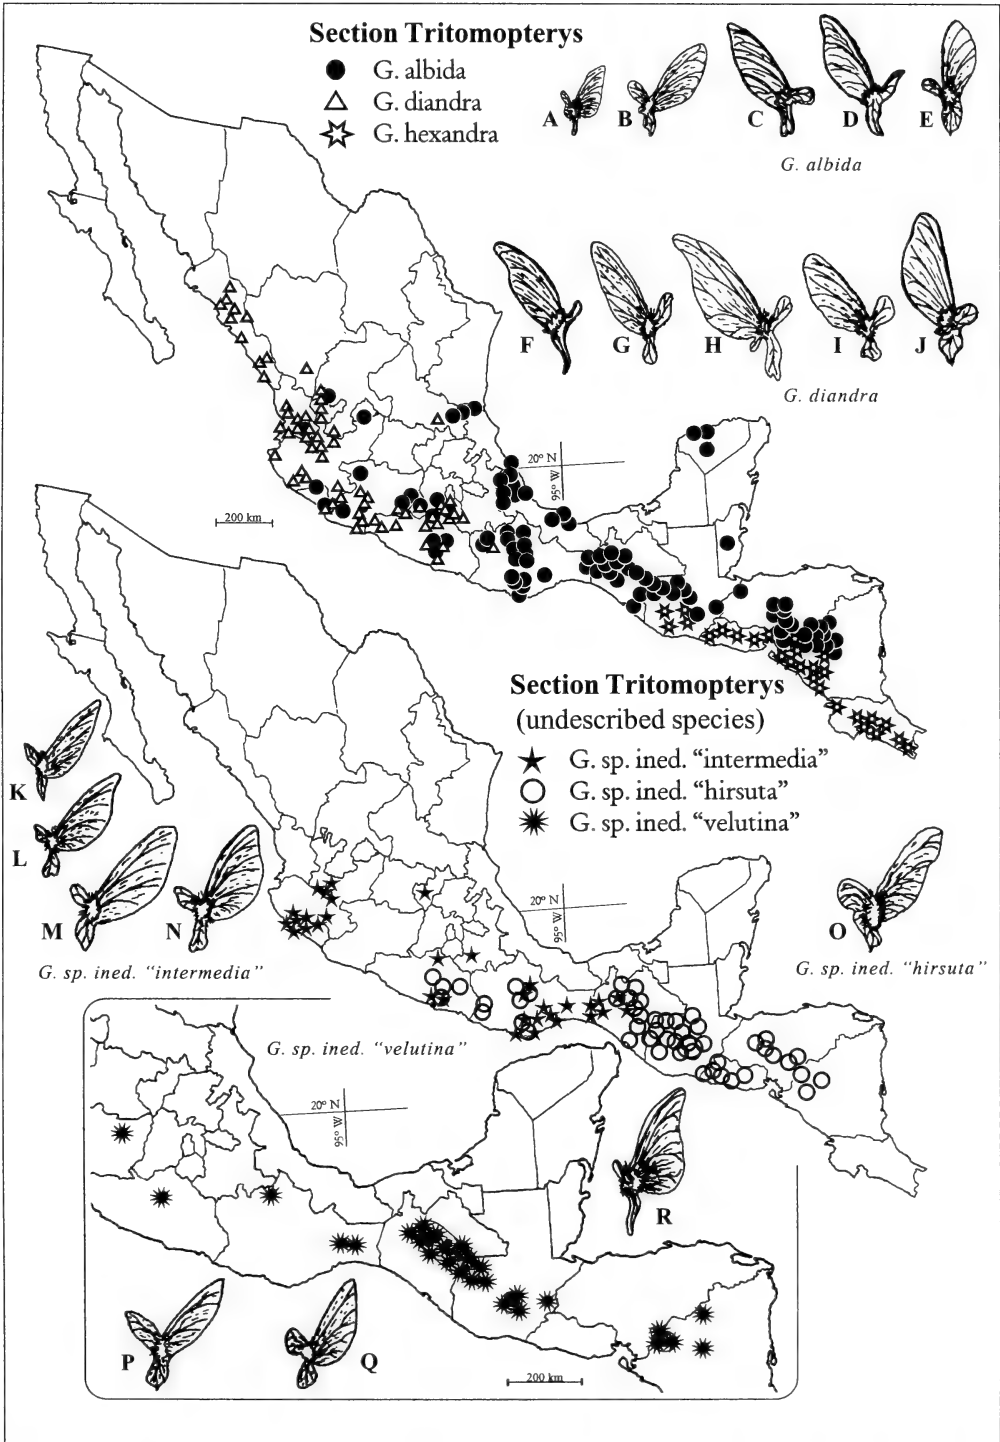 Section Tritomopterys
G. albida
G. diandra
G. hexandra
A B C D E
G. albida
F G H I J
G. diandra
20° N
95° W
200 km
Section Tritomopterys
(undescribed species)
G. sp. ined. “intermedia”
G. sp. ined. “hirsuta”
G. sp. ined. “velutina”
K
L
M N
G. sp. ined. “intermedia”
20° N
95° W
O
G. sp. ined. “hirsuta”
G. sp. ined. “velutina”
20° N
95° W
R
P Q
200 km